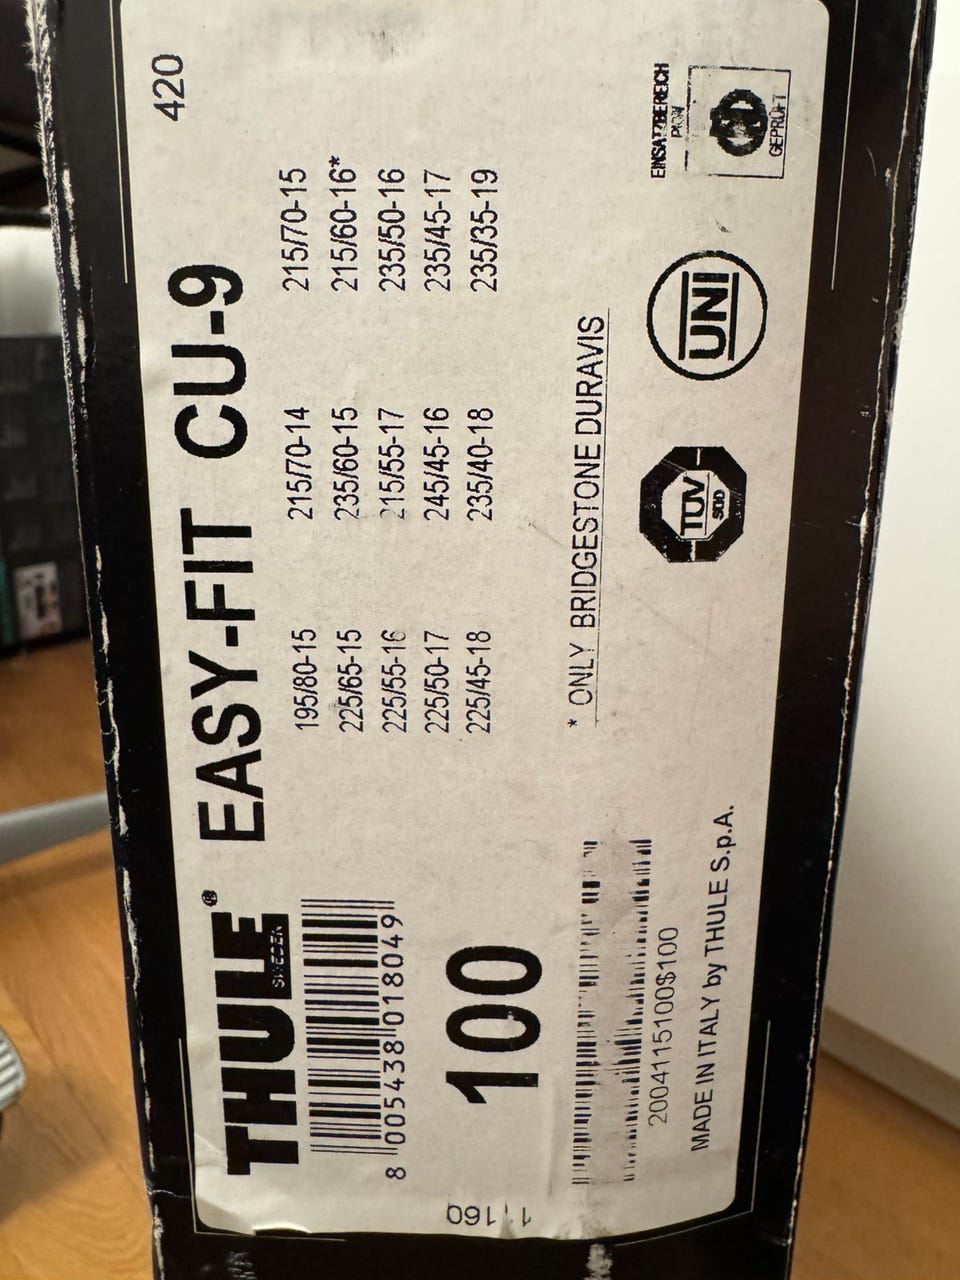 420
THULE® EASY-FIT CU-9
SWEDEN
8 005438 018049
100
195/80-15 215/70-14 215/70-15
225/65-15 235/60-15 215/60-16*
225/55-16 215/55-17 235/50-16
225/50-17 245/45-16 235/45-17
225/45-18 235/40-18 235/35-19
* ONLY BRIDGESTONE DURAVIS
2004115100$100
MADE IN ITALY by THULE S.p.A.
TÜV
SÜD
UNI
EINSATZBEREICH
PKW
GEPRÜFT